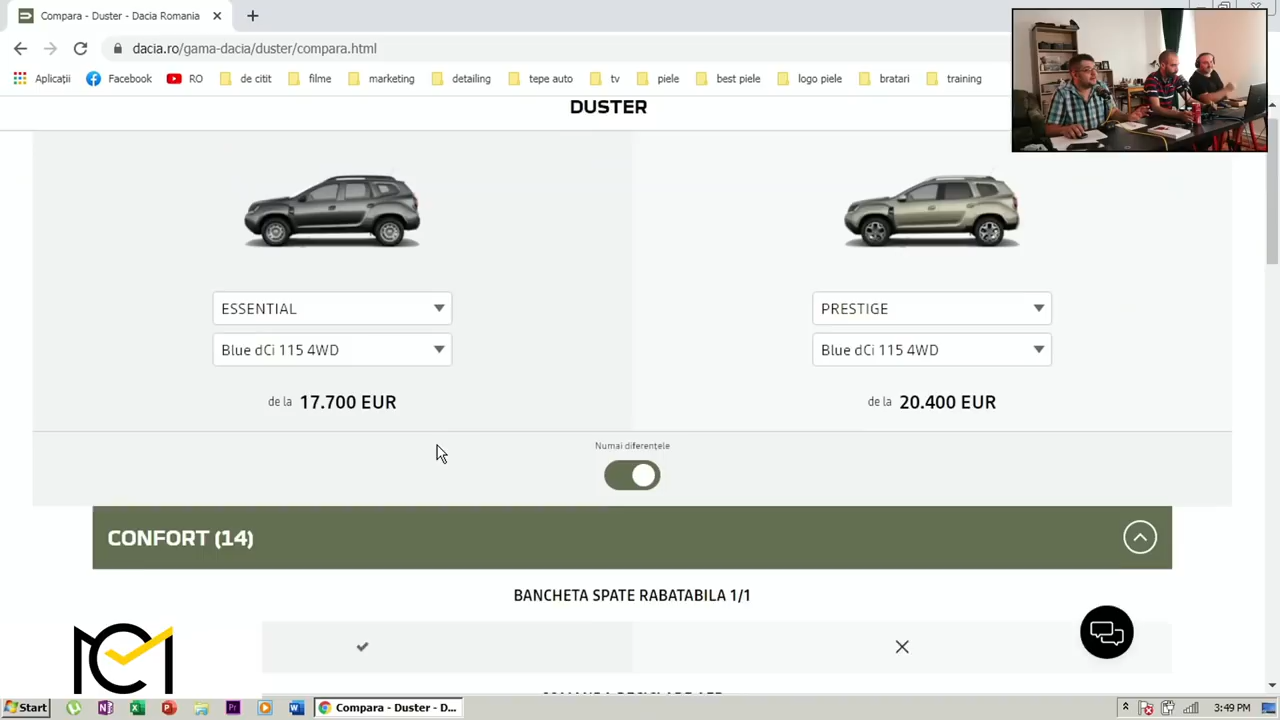 Compara - Duster - Dacia Romania
dacia.ro/gama-dacia/duster/compara.html
Aplicații Facebook RO de citit filme marketing detailing tepe auto tv piele best piele logo piele bratari training
DUSTER
ESSENTIAL
PRESTIGE
Blue dCi 115 4WD
Blue dCi 115 4WD
de la 17.700 EUR
de la 20.400 EUR
Numai diferențele
CONFORT (14)
BANCHETA SPATE RABATABILA 1/1
Start
Compara - Duster - D...
3:49 PM